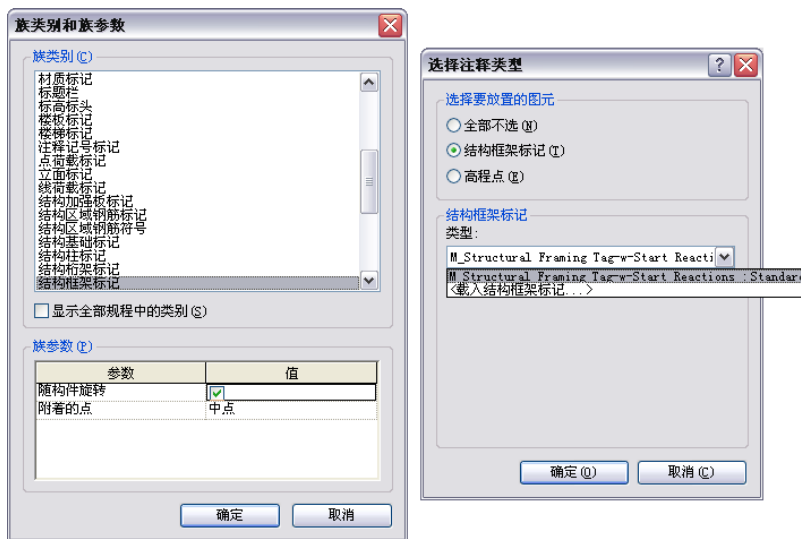 族类别和族参数
族类别(C)
材质标记
标题栏
标高标头
楼板标记
楼梯标记
注释记号标记
点荷载标记
立面标记
线荷载标记
结构加强板标记
结构区域钢筋标记
结构区域钢筋符号
结构基础标记
结构柱标记
结构桁架标记
结构框架标记
显示全部规程中的类别(S)
族参数(P)
参数 值
随构件旋转
附着的点 中点
确定 取消
选择注释类型
选择要放置的图元
全部不选(N)
结构框架标记(T)
高程点(E)
结构框架标记
类型:
M_Structural Framing Tag-w-Start Reacti
M_Structural Framing Tag-w-Start Reactions : Standard
<载入结构框架标记...>
确定(O) 取消(C)